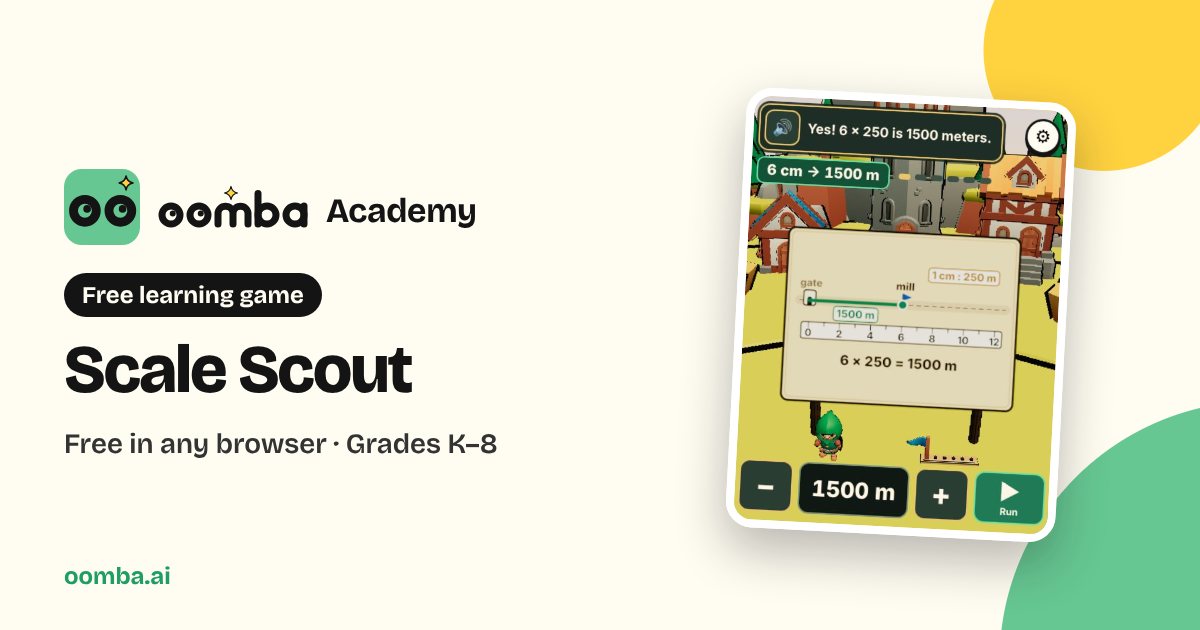 oomba Academy
Free learning game
Scale Scout
Free in any browser · Grades K–8
oomba.ai
Yes! 6 × 250 is 1500 meters.
6 cm → 1500 m
1 cm : 250 m
gate
mill
1500 m
0 2 4 6 8 10 12
6 × 250 = 1500 m
− 1500 m +
Run